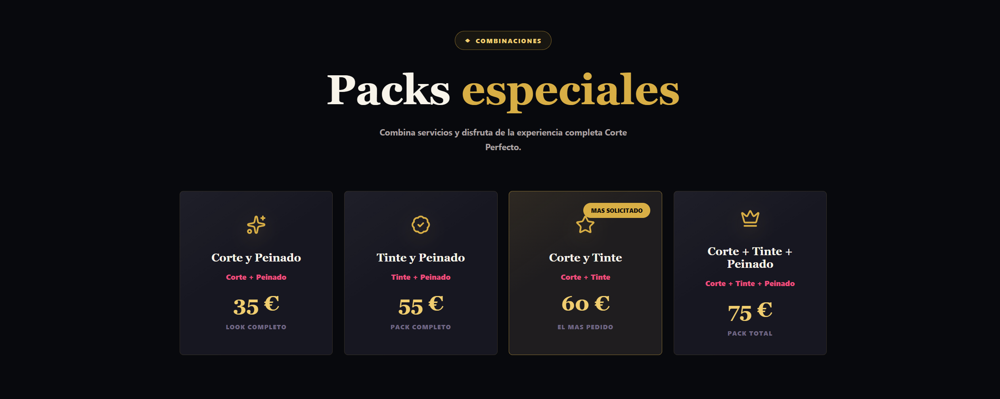 COMBINACIONES
Packs especiales
Combina servicios y disfruta de la experiencia completa Corte
Perfecto.
Corte y Peinado
Corte + Peinado
35 €
LOOK COMPLETO
Tinte y Peinado
Tinte + Peinado
55 €
PACK COMPLETO
MAS SOLICITADO
Corte y Tinte
Corte + Tinte
60 €
EL MAS PEDIDO
Corte + Tinte +
Peinado
Corte + Tinte + Peinado
75 €
PACK TOTAL